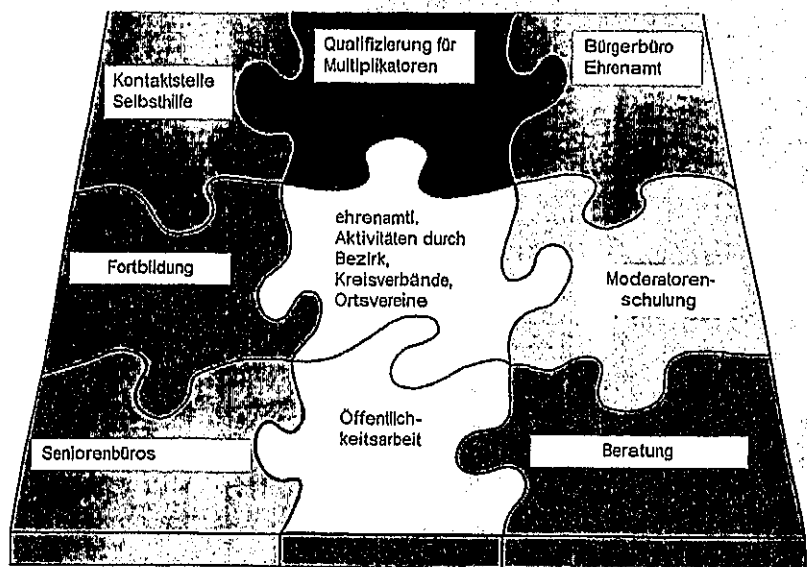 Kontaktstelle
Selbsthilfe
Qualifizierung für
Multiplikatoren
Bürgerbüro
Ehrenamt
Fortbildung
ehrenamtl.
Aktivitäten durch
Bezirk,
Kreisverbände,
Ortsvereine
Moderatoren-
schulung
Seniorenbüros
Öffentlich-
keitsarbeit
Beratung